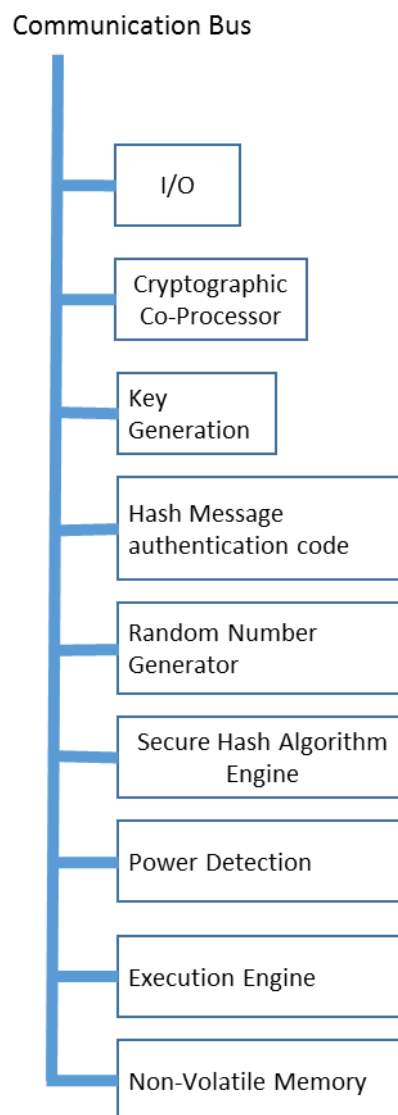 Communication Bus
I/O
Cryptographic
Co-Processor
Key
Generation
Hash Message
authentication code
Random Number
Generator
Secure Hash Algorithm
Engine
Power Detection
Execution Engine
Non-Volatile Memory